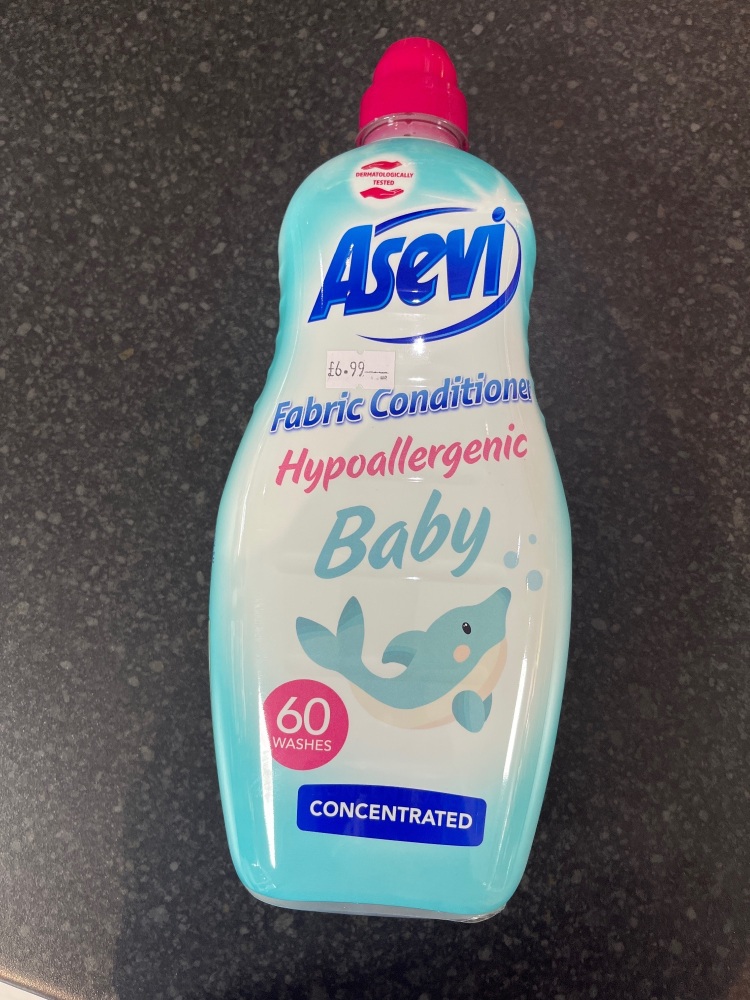 DERMATOLOGICALLY
TESTED
Asevi
£6.99
Fabric Conditioner
Hypoallergenic
Baby
60
WASHES
CONCENTRATED